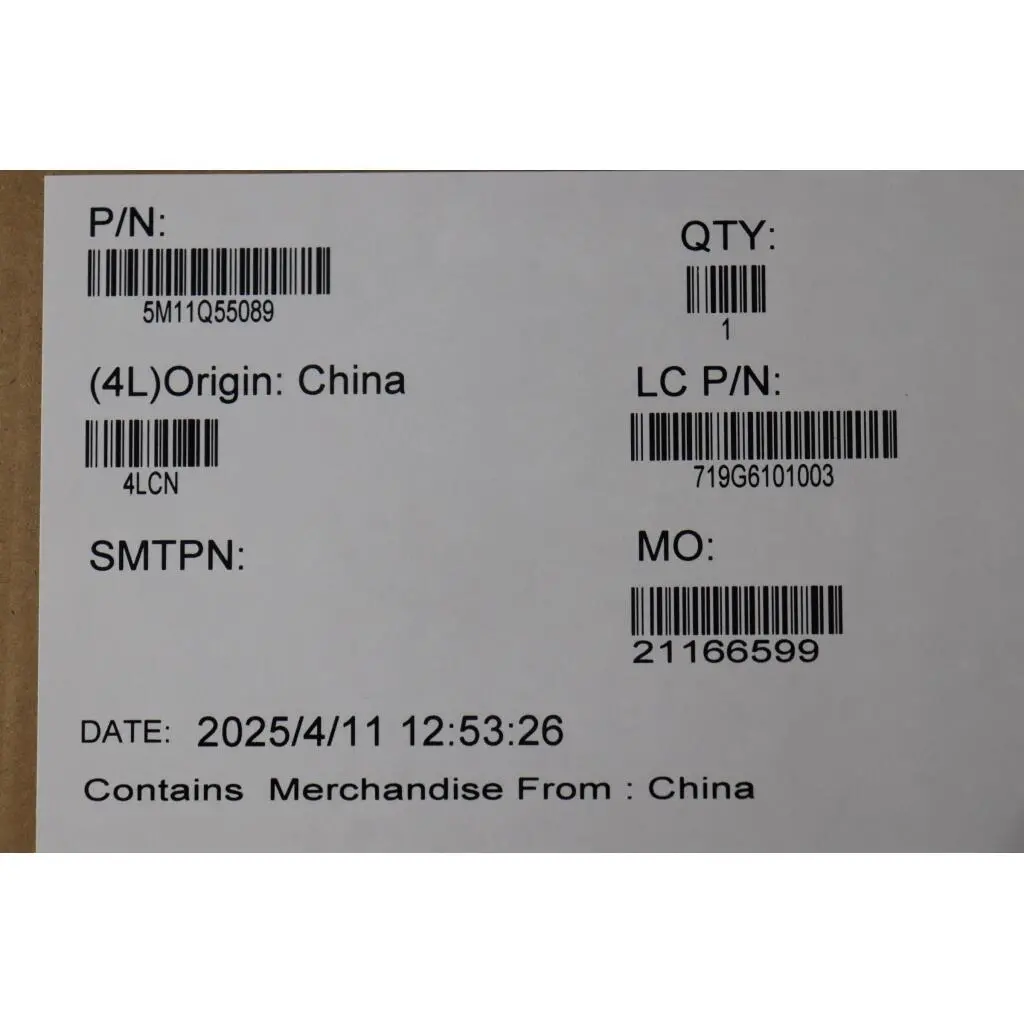 P/N:
5M11Q55089
QTY:
1
(4L)Origin: China
4LCN
LC P/N:
719G6101003
SMTPN:
MO:
21166599
DATE: 2025/4/11 12:53:26
Contains Merchandise From : China